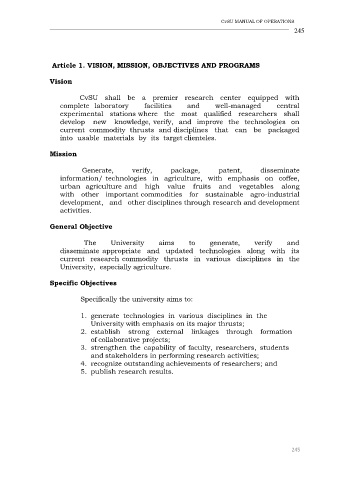 CvSU MANUAL OF OPERATIONS
245
Article 1. VISION, MISSION, OBJECTIVES AND PROGRAMS
Vision
CvSU shall be a premier research center equipped with
complete laboratory facilities and well-managed central
experimental stations where the most qualified researchers shall
develop new knowledge, verify, and improve the technologies on
current commodity thrusts and disciplines that can be packaged
into usable materials by its target clienteles.
Mission
Generate, verify, package, patent, disseminate
information/ technologies in agriculture, with emphasis on coffee,
urban agriculture and high value fruits and vegetables along
with other important commodities for sustainable agro-industrial
development, and other disciplines through research and development
activities.
General Objective
The University aims to generate, verify and
disseminate appropriate and updated technologies along with its
current research commodity thrusts in various disciplines in the
University, especially agriculture.
Specific Objectives
Specifically the university aims to:
1. generate technologies in various disciplines in the
University with emphasis on its major thrusts;
2. establish strong external linkages through formation
of collaborative projects;
3. strengthen the capability of faculty, researchers, students
and stakeholders in performing research activities;
4. recognize outstanding achievements of researchers; and
5. publish research results.
245